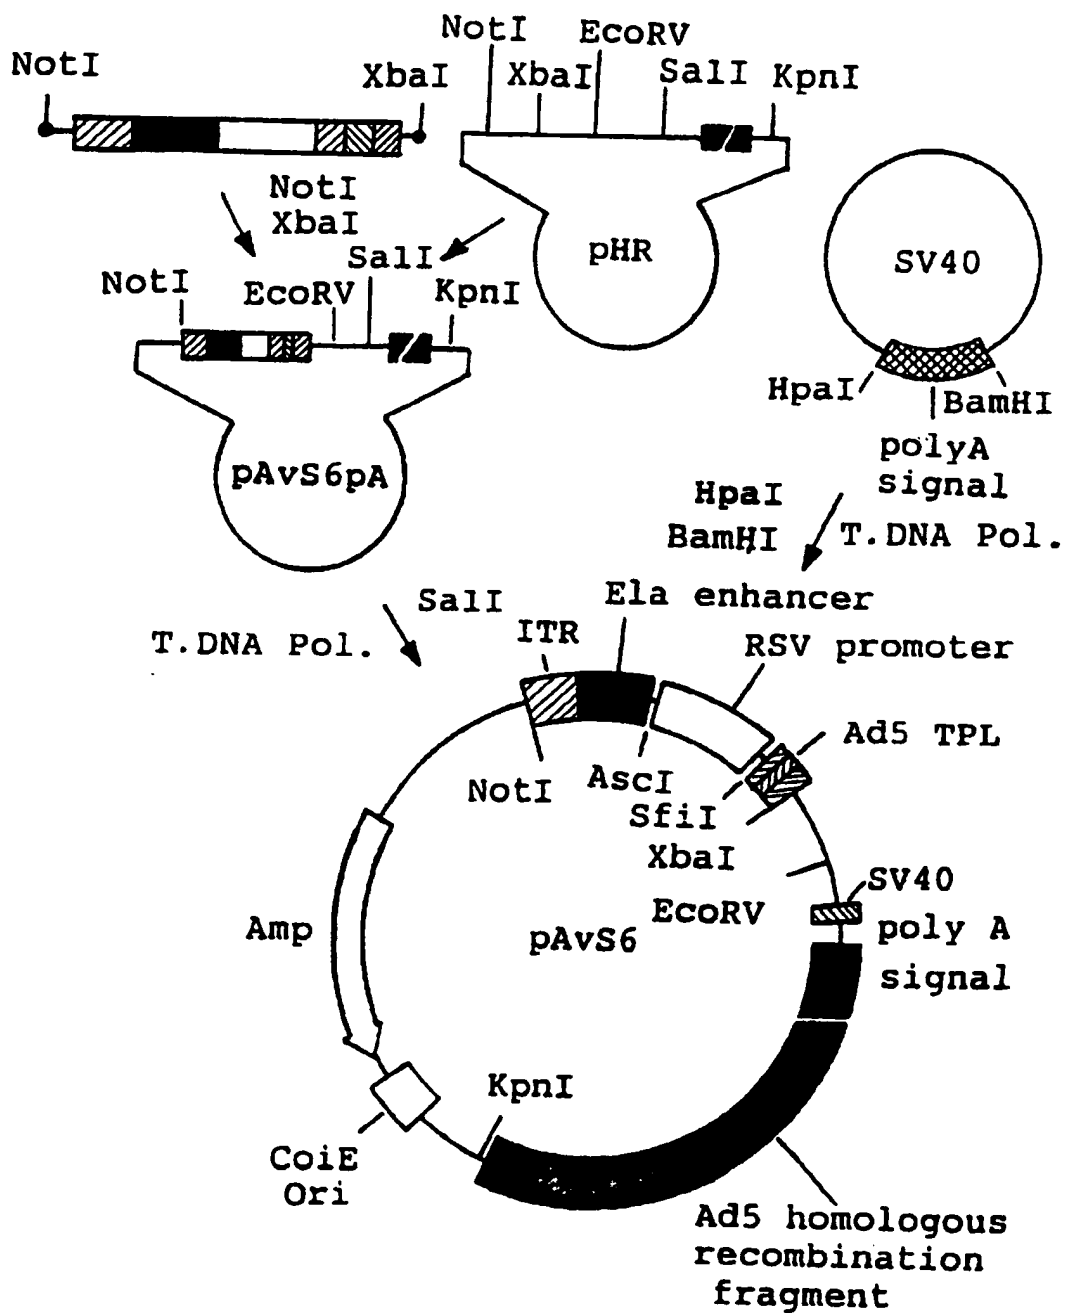 NotI
XbaI
NotI
XbaI
EcoRV
SalI
KpnI
NotI
XbaI
pHR
SV40
HpaI
BamHI
polyA
signal
NotI
EcoRV
SalI
KpnI
pAvS6pA
HpaI
BamHI
T.DNA Pol.
SalI
T.DNA Pol.
ITR
Ela enhancer
RSV promoter
Ad5 TPL
NotI
AscI
SfiI
XbaI
EcoRV
SV40
poly A
signal
Amp
pAvS6
KpnI
CoiE
Ori
Ad5 homologous
recombination
fragment